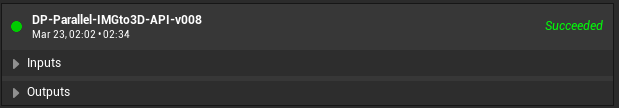 DP-Parallel-IMGto3D-API-v008
Mar 23, 02:02 • 02:34
Succeeded
Inputs
Outputs